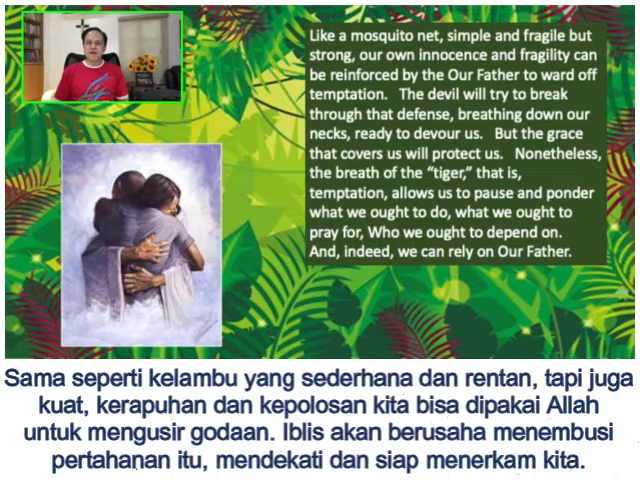 Like a mosquito net, simple and fragile but
strong, our own innocence and fragility can
be reinforced by the Our Father to ward off
temptation.   The devil will try to break
through that defense, breathing down our
necks, ready to devour us.   But the grace
that covers us will protect us.   Nonetheless,
the breath of the “tiger,” that is,
temptation, allows us to pause and ponder
what we ought to do, what we ought to
pray for, Who we ought to depend on.
And, indeed, we can rely on Our Father.
Sama seperti kelambu yang sederhana dan rentan, tapi juga
kuat, kerapuhan dan kepolosan kita bisa dipakai Allah
untuk mengusir godaan. Iblis akan berusaha menembusi
pertahanan itu, mendekati dan siap menerkam kita.